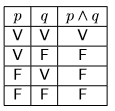 p q p ∧ q
V V V
V F F
F V F
F F F